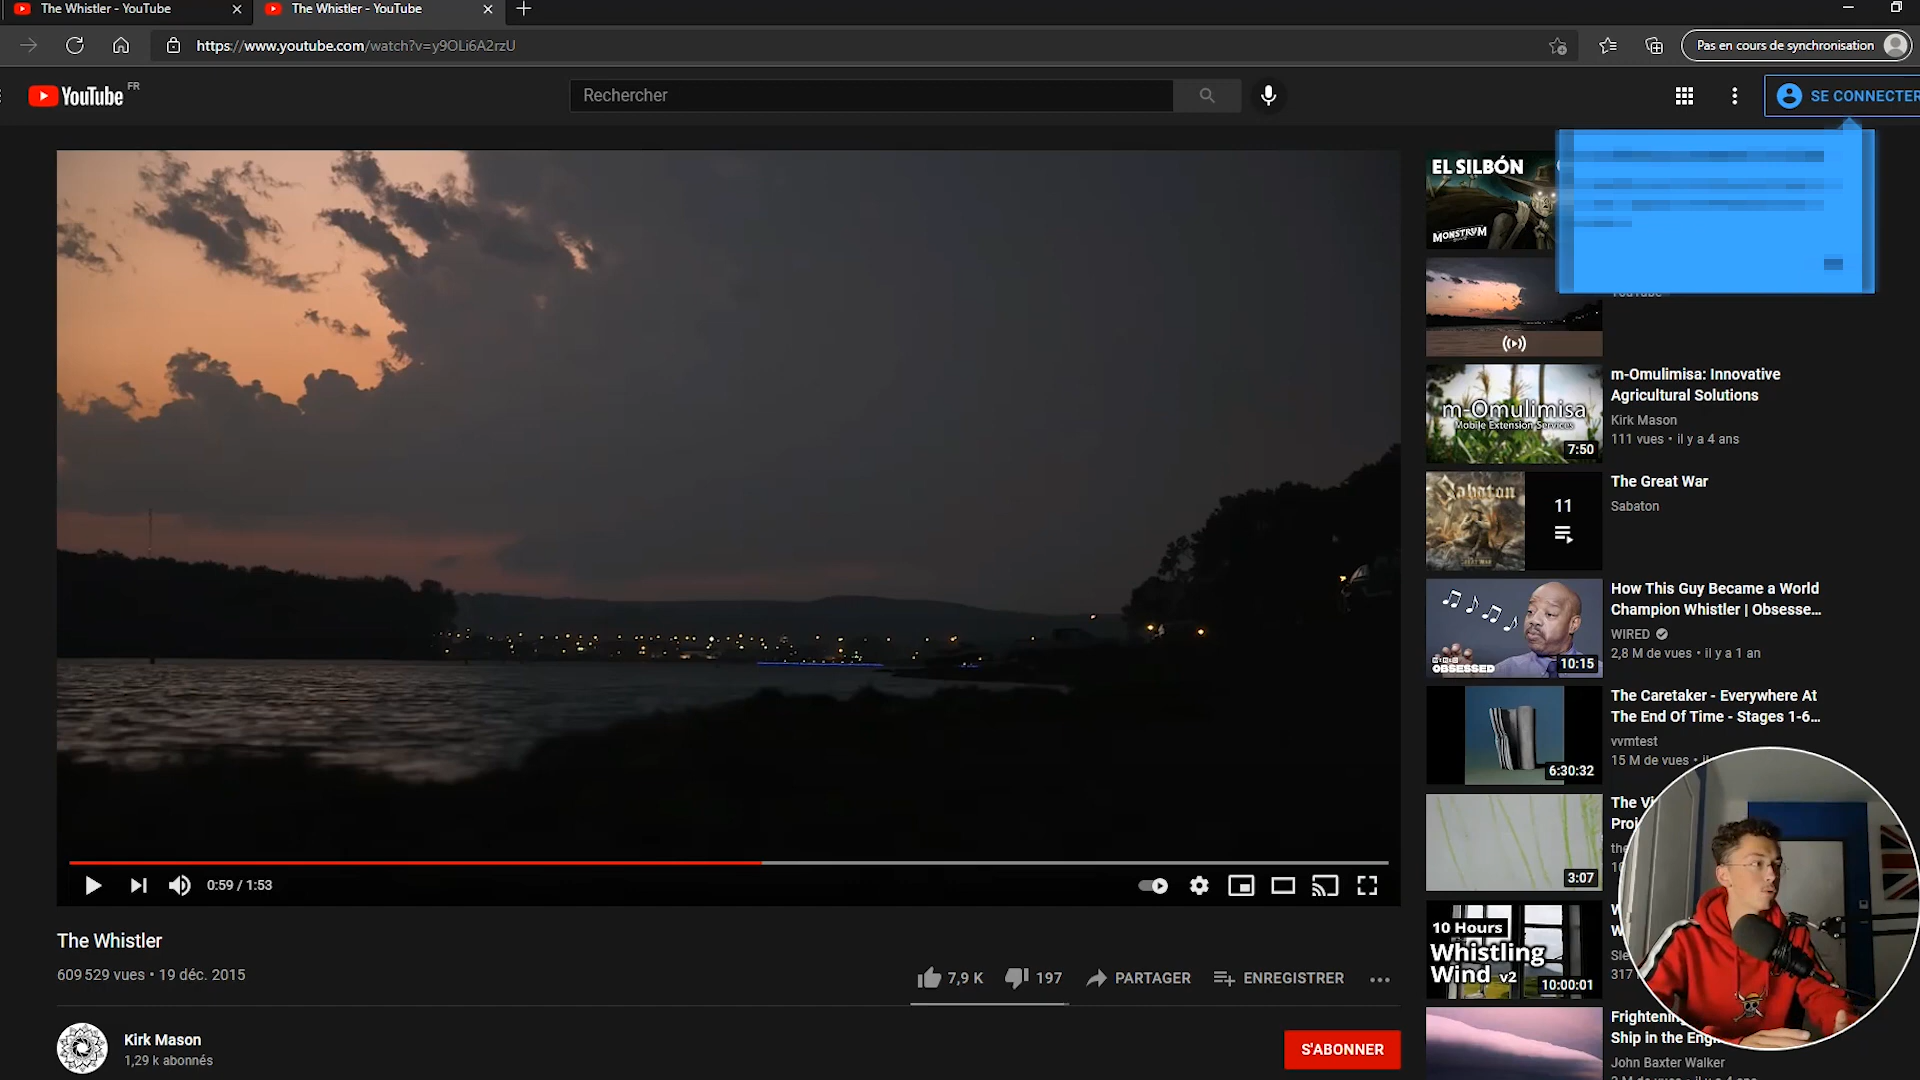 The Whistler - YouTube
The Whistler - YouTube
https://www.youtube.com/watch?v=y9OLi6A2rzU
Pas en cours de synchronisation
YouTube FR
Rechercher
SE CONNECTER
EL SILBÓN
MONSTRUM
YouTube
m-Omulimisa
Mobile Extension Services
7:50
m-Omulimisa: Innovative
Agricultural Solutions
Kirk Mason
111 vues • il y a 4 ans
Sabaton
11
The Great War
Sabaton
OBSESSED
10:15
How This Guy Became a World
Champion Whistler | Obsesse...
WIRED
2,8 M de vues • il y a 1 an
6:30:32
The Caretaker - Everywhere At
The End Of Time - Stages 1-6...
vvmtest
15 M de vues •
3:07
10 Hours
Whistling
Wind v2
10:00:01
317
Ship in the
John Baxter Walker
0:59 / 1:53
The Whistler
609 529 vues • 19 déc. 2015
7,9 K
197
PARTAGER
ENREGISTRER
Kirk Mason
1,29 k abonnés
S'ABONNER